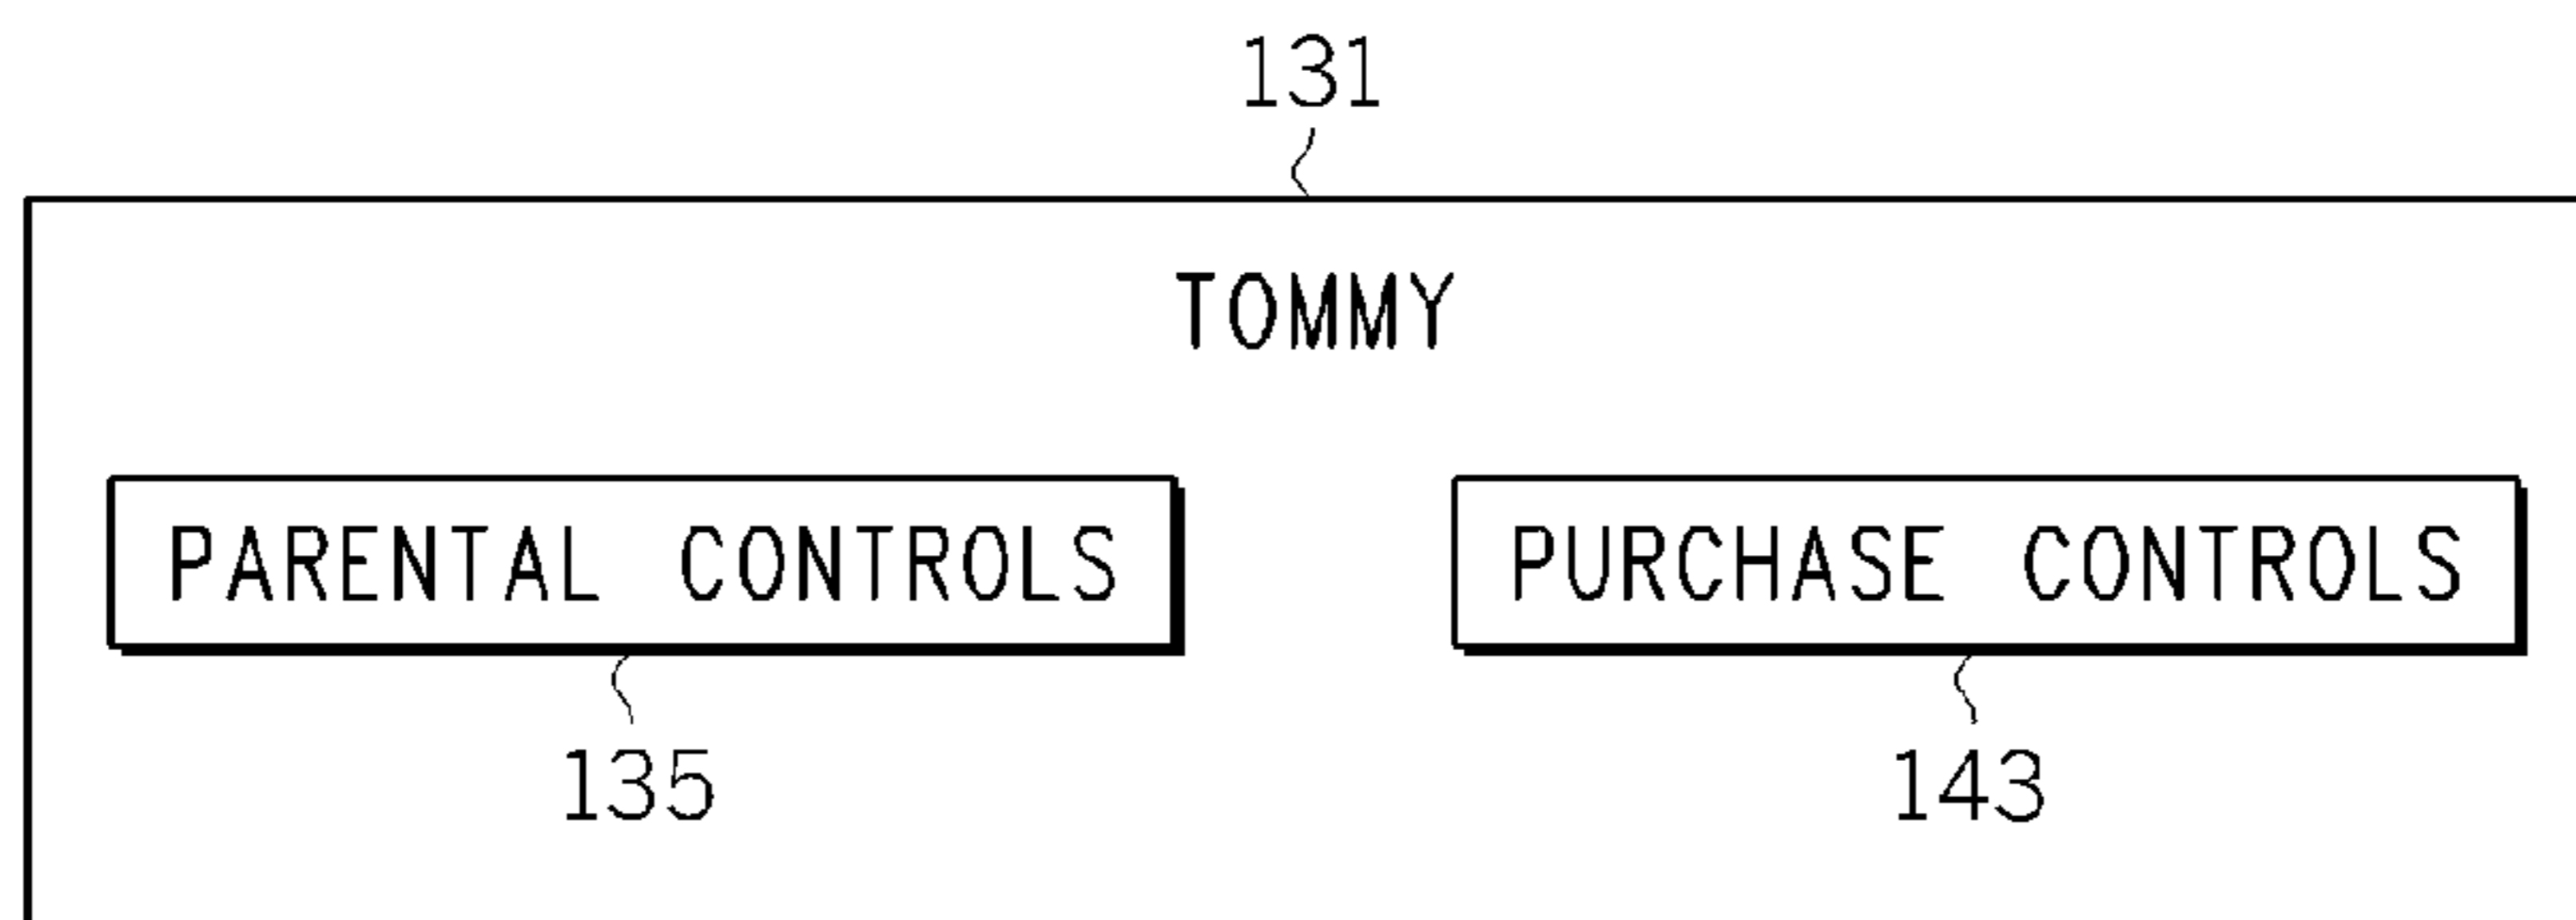 131
TOMMY
PARENTAL CONTROLS PURCHASE CONTROLS
135 143